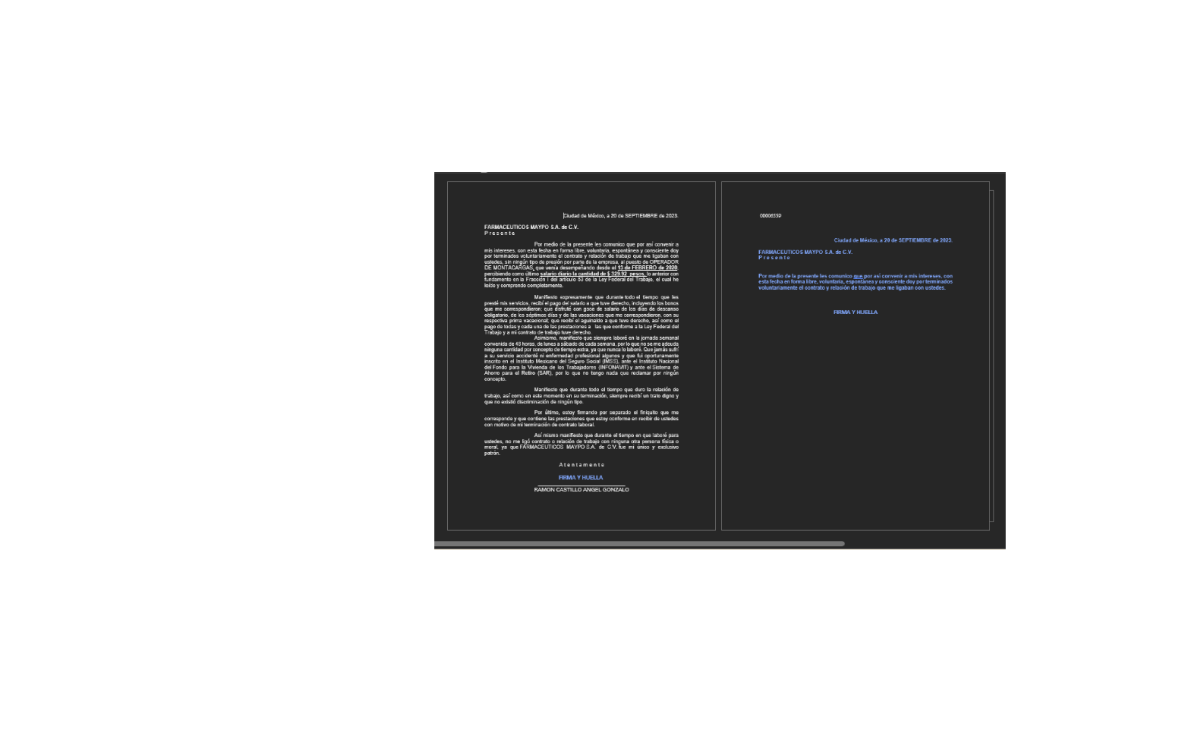 Ciudad de México, a 20 de SEPTIEMBRE de 2023.
FARMACEUTICOS MAYPO S.A. de C.V.
P r e s e n t e
Por medio de la presente les comunico que por así convenir a
mis intereses, con esta fecha en forma libre, voluntaria, espontánea y consciente doy
por terminados voluntariamente el contrato y relación de trabajo que me ligaban con
ustedes, sin ningún tipo de presión por parte de la empresa, al puesto de OPERADOR
DE MONTACARGAS, que venía desempeñando desde el 13 de FEBRERO de 2020,
percibiendo como último salario diario la cantidad de $ 329.92 pesos, lo anterior con
fundamento en la Fracción I del artículo 53 de la Ley Federal del Trabajo, el cual he
leído y comprendo completamente.
Manifiesto expresamente que durante todo el tiempo que les
presté mis servicios, recibí el pago del salario a que tuve derecho, incluyendo los bonos
que me correspondieron; que disfruté con goce de salario de los días de descanso
obligatorio, de los séptimos días y de las vacaciones que me correspondieron, con su
respectiva prima vacacional; que recibí el aguinaldo a que tuve derecho, así como el
pago de todas y cada una de las prestaciones a las que conforme a la Ley Federal del
Trabajo y a mi contrato de trabajo tuve derecho.
Asimismo, manifiesto que siempre laboré en la jornada semanal
convenida de 48 horas, de lunes a sábado de cada semana, por lo que no se me adeuda
ninguna cantidad por concepto de tiempo extra, ya que nunca lo laboré. Que jamás sufrí
a su servicio accidente ni enfermedad profesional algunos y que fui oportunamente
inscrito en el Instituto Mexicano del Seguro Social (IMSS), ante el Instituto Nacional
del Fondo para la Vivienda de los Trabajadores (INFONAVIT) y ante el Sistema de
Ahorro para el Retiro (SAR), por lo que no tengo nada que reclamar por ningún
concepto.
Manifiesto que durante todo el tiempo que duro la relación de
trabajo, así como en este momento en su terminación, siempre recibí un trato digno y
que no existió discriminación de ningún tipo.
Por último, estoy firmando por separado el finiquito que me
corresponde y que contiene las prestaciones que estoy conforme en recibir de ustedes
con motivo de mi terminación de contrato laboral.
Así mismo manifiesto que durante el tiempo en que laboré para
ustedes, no me ligó contrato o relación de trabajo con ninguna otra persona física o
moral, ya que FARMACEUTICOS MAYPO S.A. de C.V. fue mi único y exclusivo
patrón.
A t e n t a m e n t e
FIRMA Y HUELLA
RAMON CASTILLO ANGEL GONZALO
Ciudad de México, a 20 de SEPTIEMBRE de 2023.
FARMACEUTICOS MAYPO S.A. de C.V.
P r e s e n t e
Por medio de la presente les comunico que por así convenir a mis intereses, con
esta fecha en forma libre, voluntaria, espontánea y consciente doy por terminados
voluntariamente el contrato y relación de trabajo que me ligaban con ustedes.
FIRMA Y HUELLA